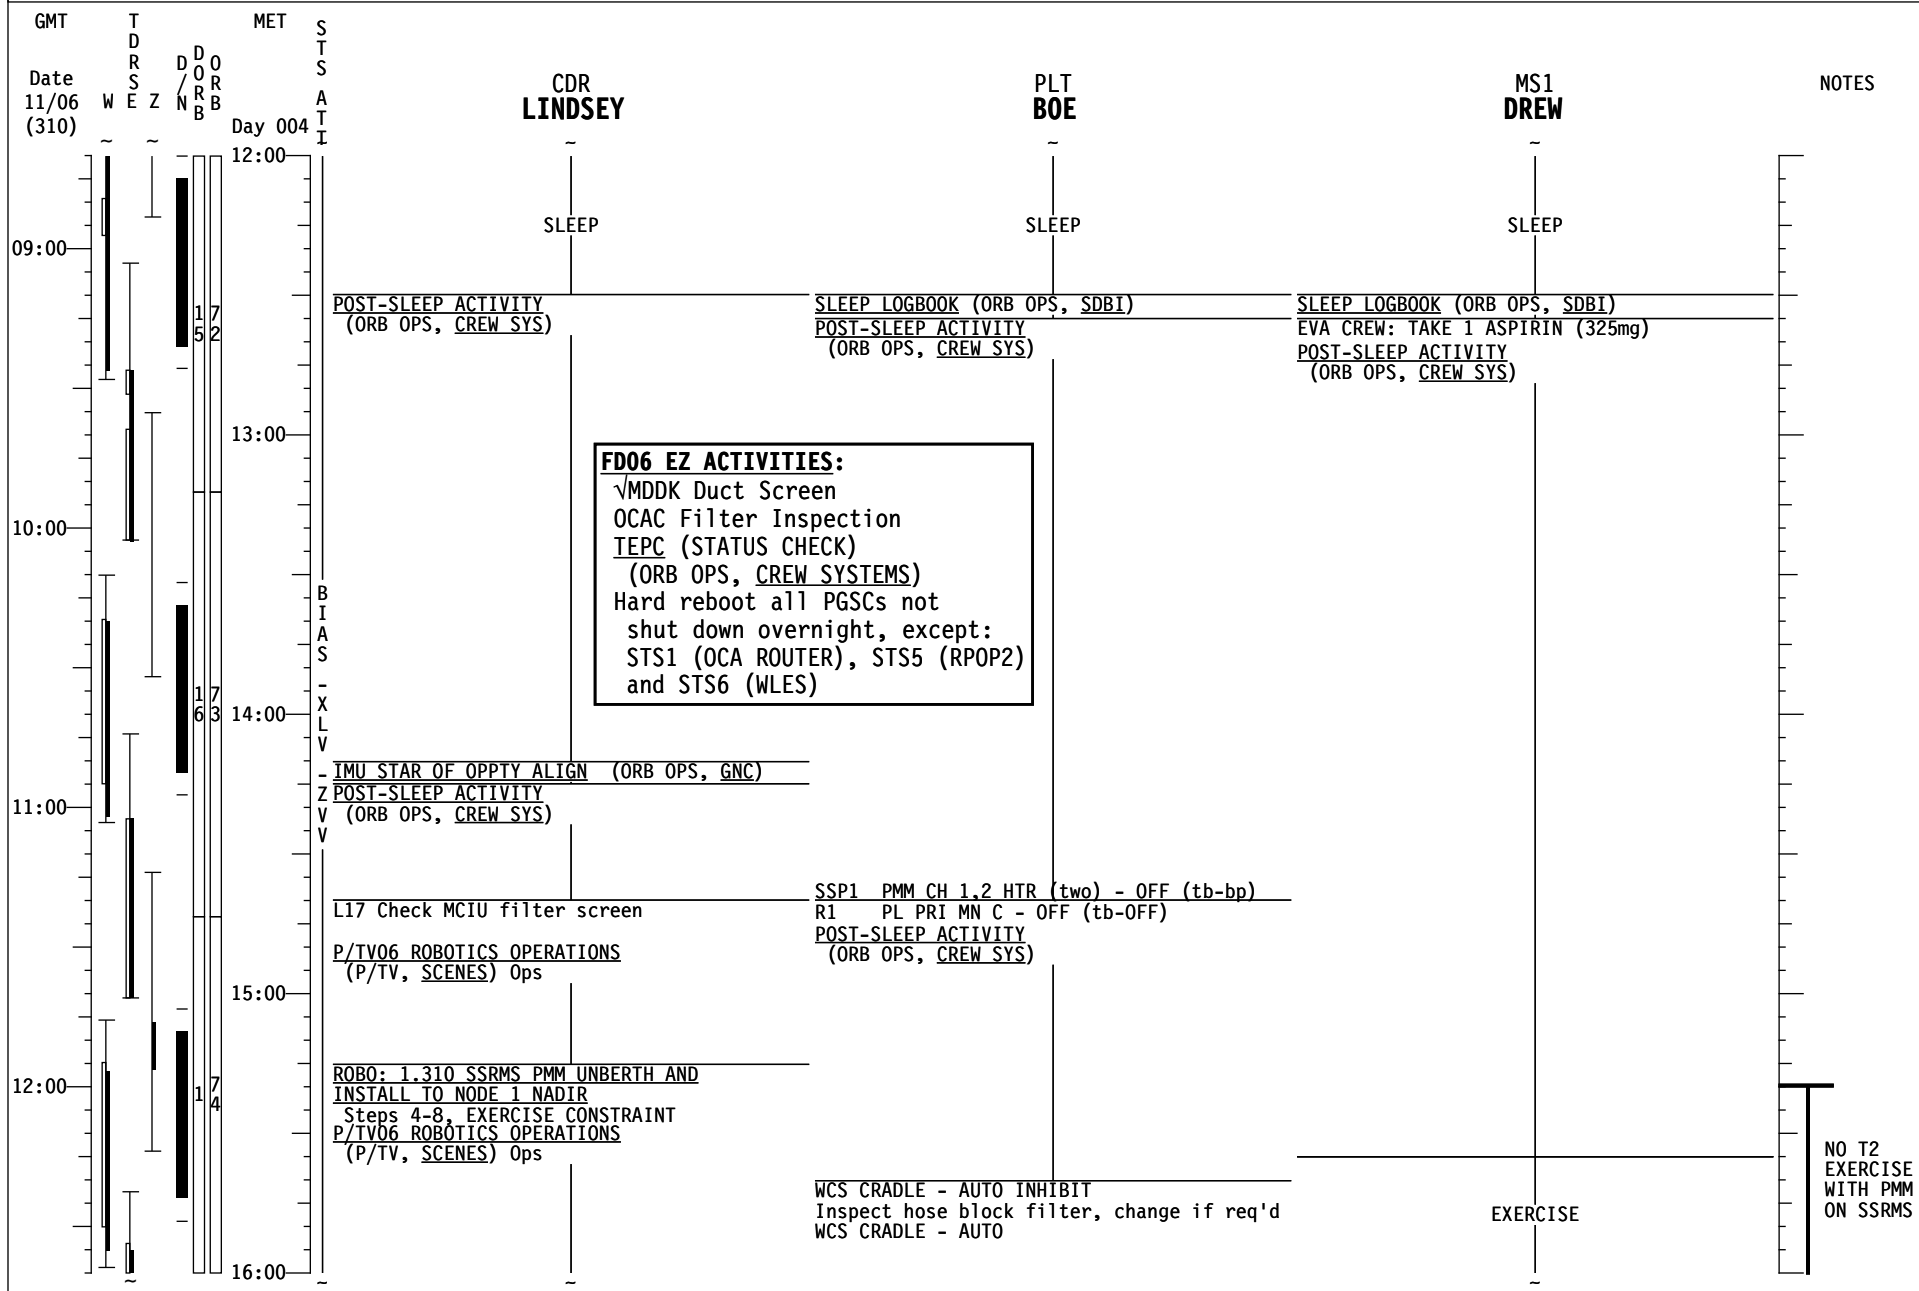 GMT
TDRSE
MET
STS ATT
Date
11/06
(310)
W E Z
D/N
DORB
ORB
Day 004
CDR
LINDSEY
PLT
BOE
MS1
DREW
NOTES
~ ~ ~ ~ ~
12:00
SLEEP
SLEEP
SLEEP
09:00
POST-SLEEP ACTIVITY
(ORB OPS, CREW SYS)
SLEEP LOGBOOK (ORB OPS, SDBI)
POST-SLEEP ACTIVITY
(ORB OPS, CREW SYS)
SLEEP LOGBOOK (ORB OPS, SDBI)
EVA CREW: TAKE 1 ASPIRIN (325mg)
POST-SLEEP ACTIVITY
(ORB OPS, CREW SYS)
15
72
13:00
FD06 EZ ACTIVITIES:
√MDDK Duct Screen
OCAC Filter Inspection
TEPC (STATUS CHECK)
(ORB OPS, CREW SYSTEMS)
Hard reboot all PGSCs not
shut down overnight, except:
STS1 (OCA ROUTER), STS5 (RPOP2)
and STS6 (WLES)
10:00
BIAS -XLV -ZVV
16
73
14:00
IMU STAR OF OPPTY ALIGN (ORB OPS, GNC)
POST-SLEEP ACTIVITY
(ORB OPS, CREW SYS)
11:00
L17 Check MCIU filter screen
P/TV06 ROBOTICS OPERATIONS
(P/TV, SCENES) Ops
SSP1 PMM CH 1,2 HTR (two) - OFF (tb-bp)
R1 PL PRI MN C - OFF (tb-OFF)
POST-SLEEP ACTIVITY
(ORB OPS, CREW SYS)
15:00
12:00
1
74
ROBO: 1.310 SSRMS PMM UNBERTH AND
INSTALL TO NODE 1 NADIR
Steps 4-8, EXERCISE CONSTRAINT
P/TV06 ROBOTICS OPERATIONS
(P/TV, SCENES) Ops
WCS CRADLE - AUTO INHIBIT
Inspect hose block filter, change if req'd
WCS CRADLE - AUTO
EXERCISE
NO T2
EXERCISE
WITH PMM
ON SSRMS
16:00
~ ~ ~ ~ ~